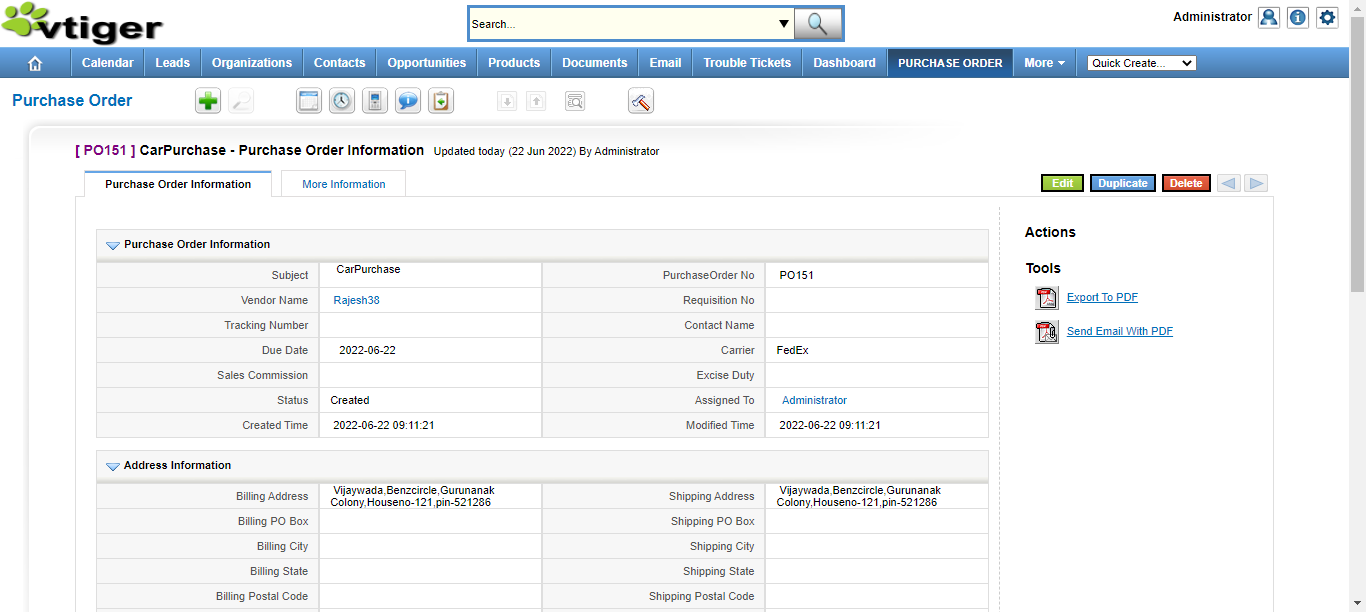 vtiger
Search...
Administrator
Calendar Leads Organizations Contacts Opportunities Products Documents Email Trouble Tickets Dashboard PURCHASE ORDER More Quick Create...
Purchase Order
[ PO151 ] CarPurchase - Purchase Order Information Updated today (22 Jun 2022) By Administrator
Purchase Order Information More Information Edit Duplicate Delete
Purchase Order Information
Subject CarPurchase PurchaseOrder No PO151
Vendor Name Rajesh38 Requisition No
Tracking Number Contact Name
Due Date 2022-06-22 Carrier FedEx
Sales Commission Excise Duty
Status Created Assigned To Administrator
Created Time 2022-06-22 09:11:21 Modified Time 2022-06-22 09:11:21
Address Information
Billing Address Vijaywada,Benzcircle,Gurunanak
Colony,Houseno-121,pin-521286
Shipping Address Vijaywada,Benzcircle,Gurunanak
Colony,Houseno-121,pin-521286
Billing PO Box Shipping PO Box
Billing City Shipping City
Billing State Shipping State
Billing Postal Code Shipping Postal Code
Actions
Tools
Export To PDF
Send Email With PDF